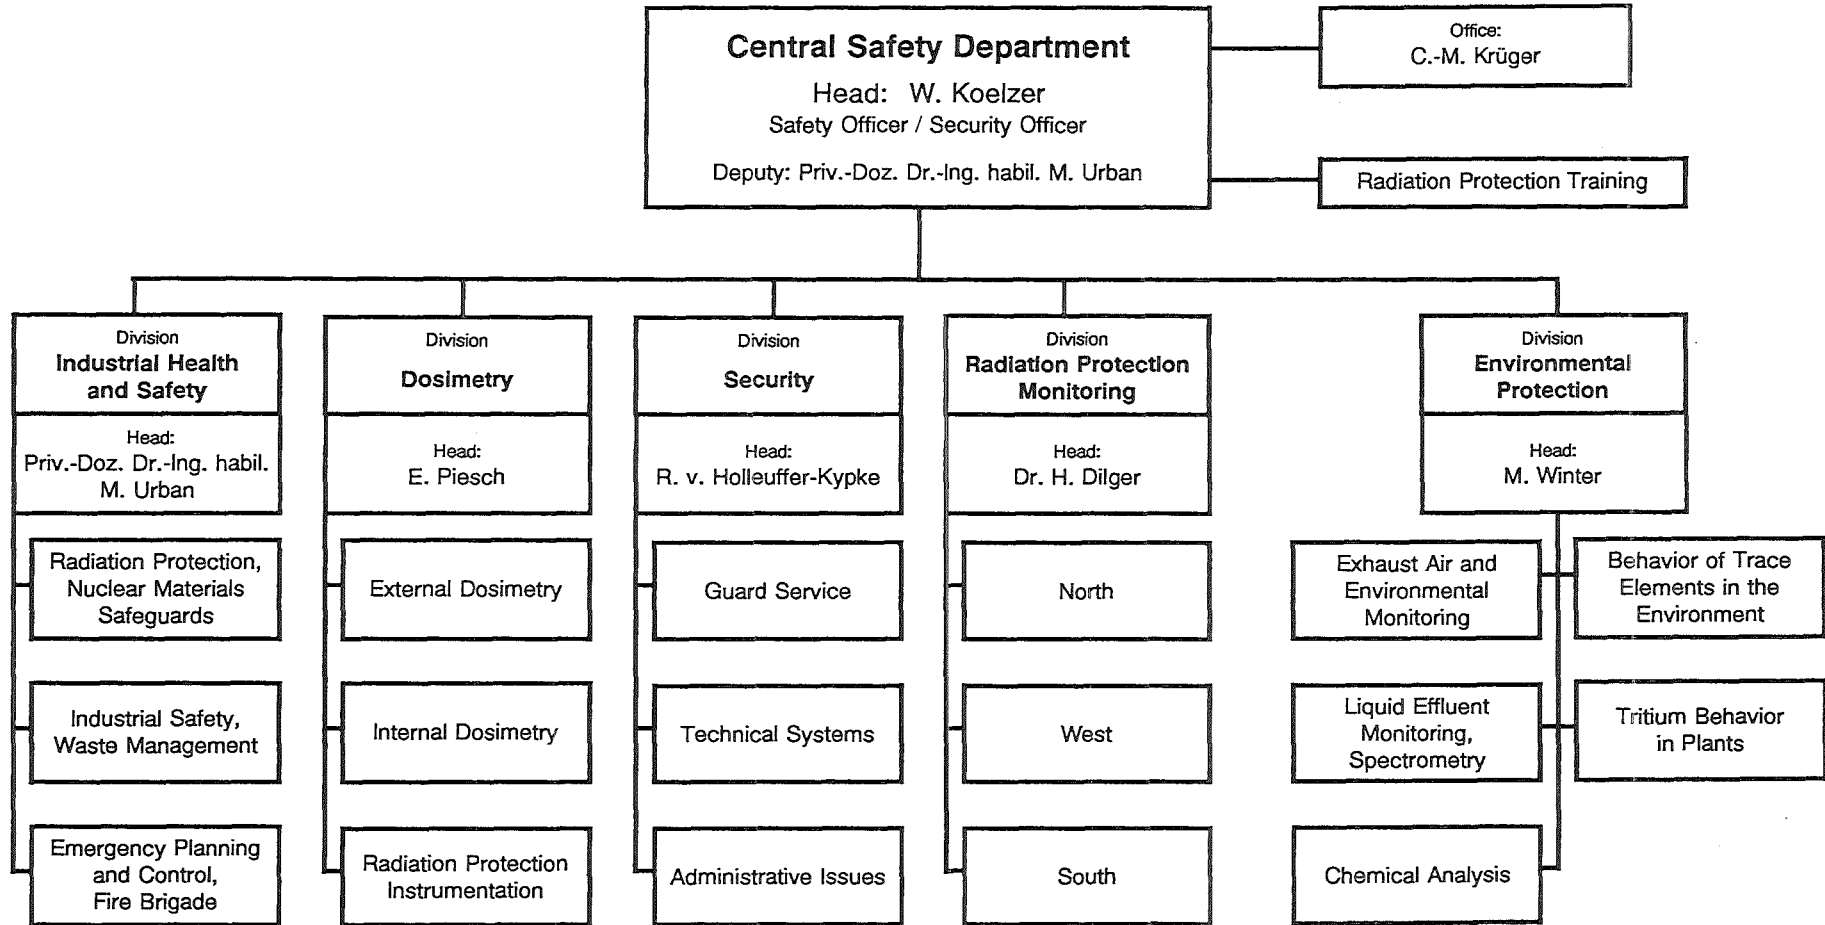 Central Safety Department
Head: W. Koelzer
Safety Officer / Security Officer
Deputy: Priv.-Doz. Dr.-Ing. habil. M. Urban
Office:
C.-M. Krüger
Radiation Protection Training
Division
Industrial Health
and Safety
Head:
Priv.-Doz. Dr.-Ing. habil.
M. Urban
Radiation Protection,
Nuclear Materials
Safeguards
Industrial Safety,
Waste Management
Emergency Planning
and Control,
Fire Brigade
Division
Dosimetry
Head:
E. Piesch
External Dosimetry
Internal Dosimetry
Radiation Protection
Instrumentation
Division
Security
Head:
R. v. Holleuffer-Kypke
Guard Service
Technical Systems
Administrative Issues
Division
Radiation Protection
Monitoring
Head:
Dr. H. Dilger
North
West
South
Division
Environmental
Protection
Head:
M. Winter
Exhaust Air and
Environmental
Monitoring
Behavior of Trace
Elements in the
Environment
Liquid Effluent
Monitoring,
Spectrometry
Tritium Behavior
in Plants
Chemical Analysis